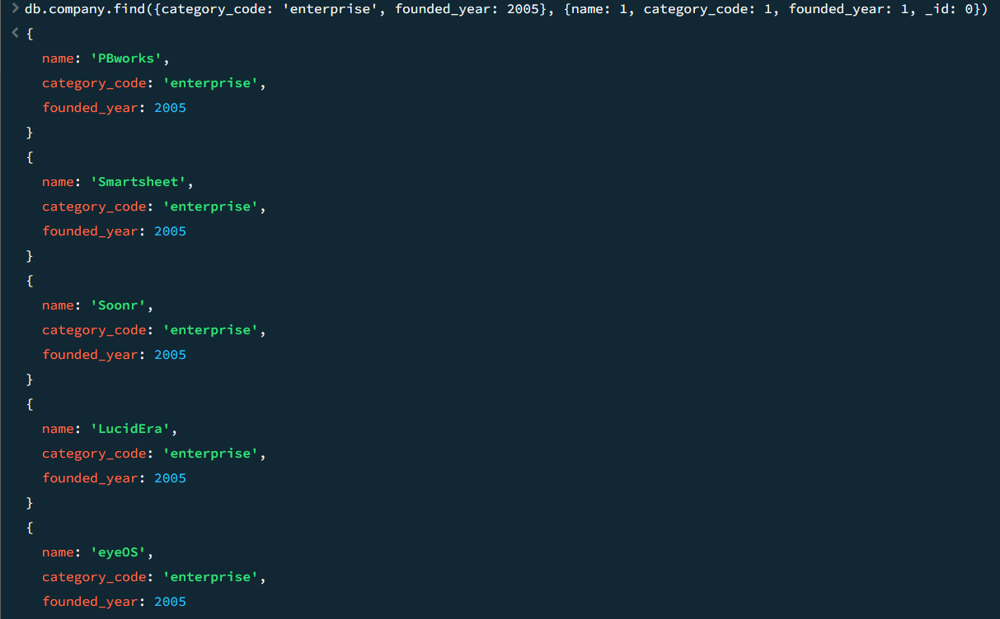 > db.company.find({category_code: 'enterprise', founded_year: 2005}, {name: 1, category_code: 1, founded_year: 1, _id: 0})
< {
name: 'PBworks',
category_code: 'enterprise',
founded_year: 2005
}
{
name: 'Smartsheet',
category_code: 'enterprise',
founded_year: 2005
}
{
name: 'Soonr',
category_code: 'enterprise',
founded_year: 2005
}
{
name: 'LucidEra',
category_code: 'enterprise',
founded_year: 2005
}
{
name: 'eyeOS',
category_code: 'enterprise',
founded_year: 2005